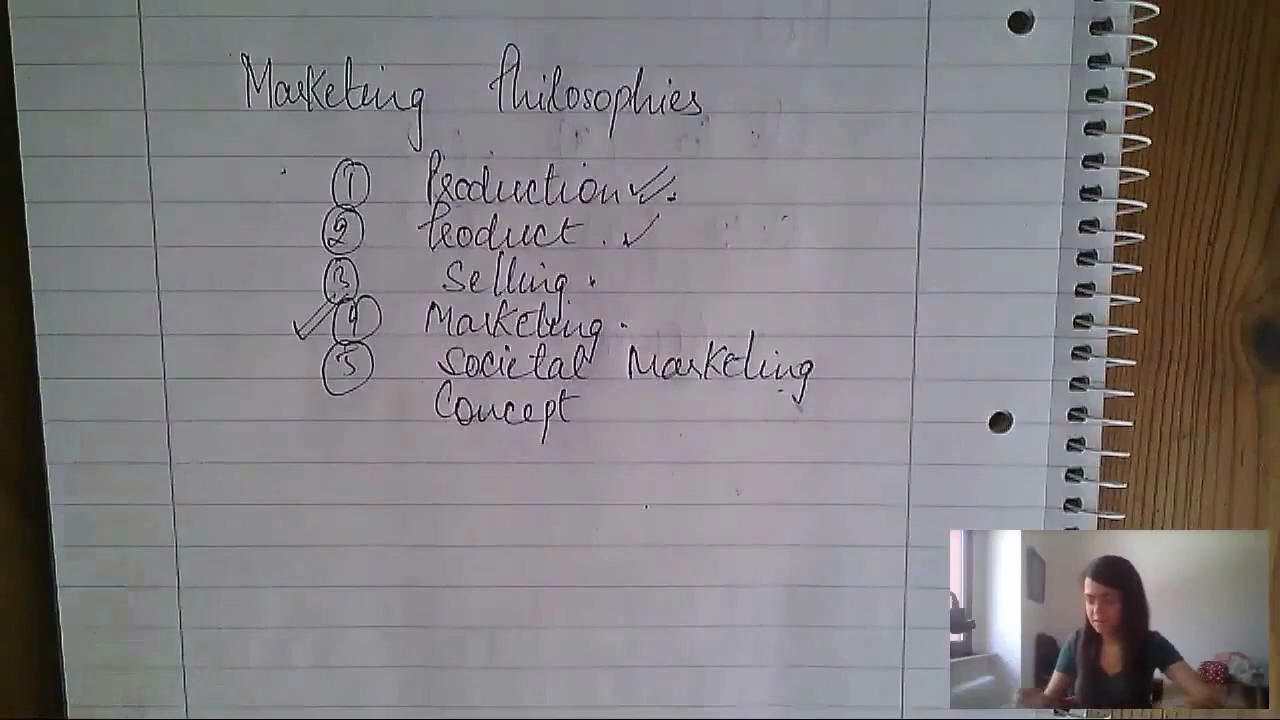 Marketing Philosophies
① Production
② Product
③ Selling
④ Marketing
⑤ Societal Marketing
Concept